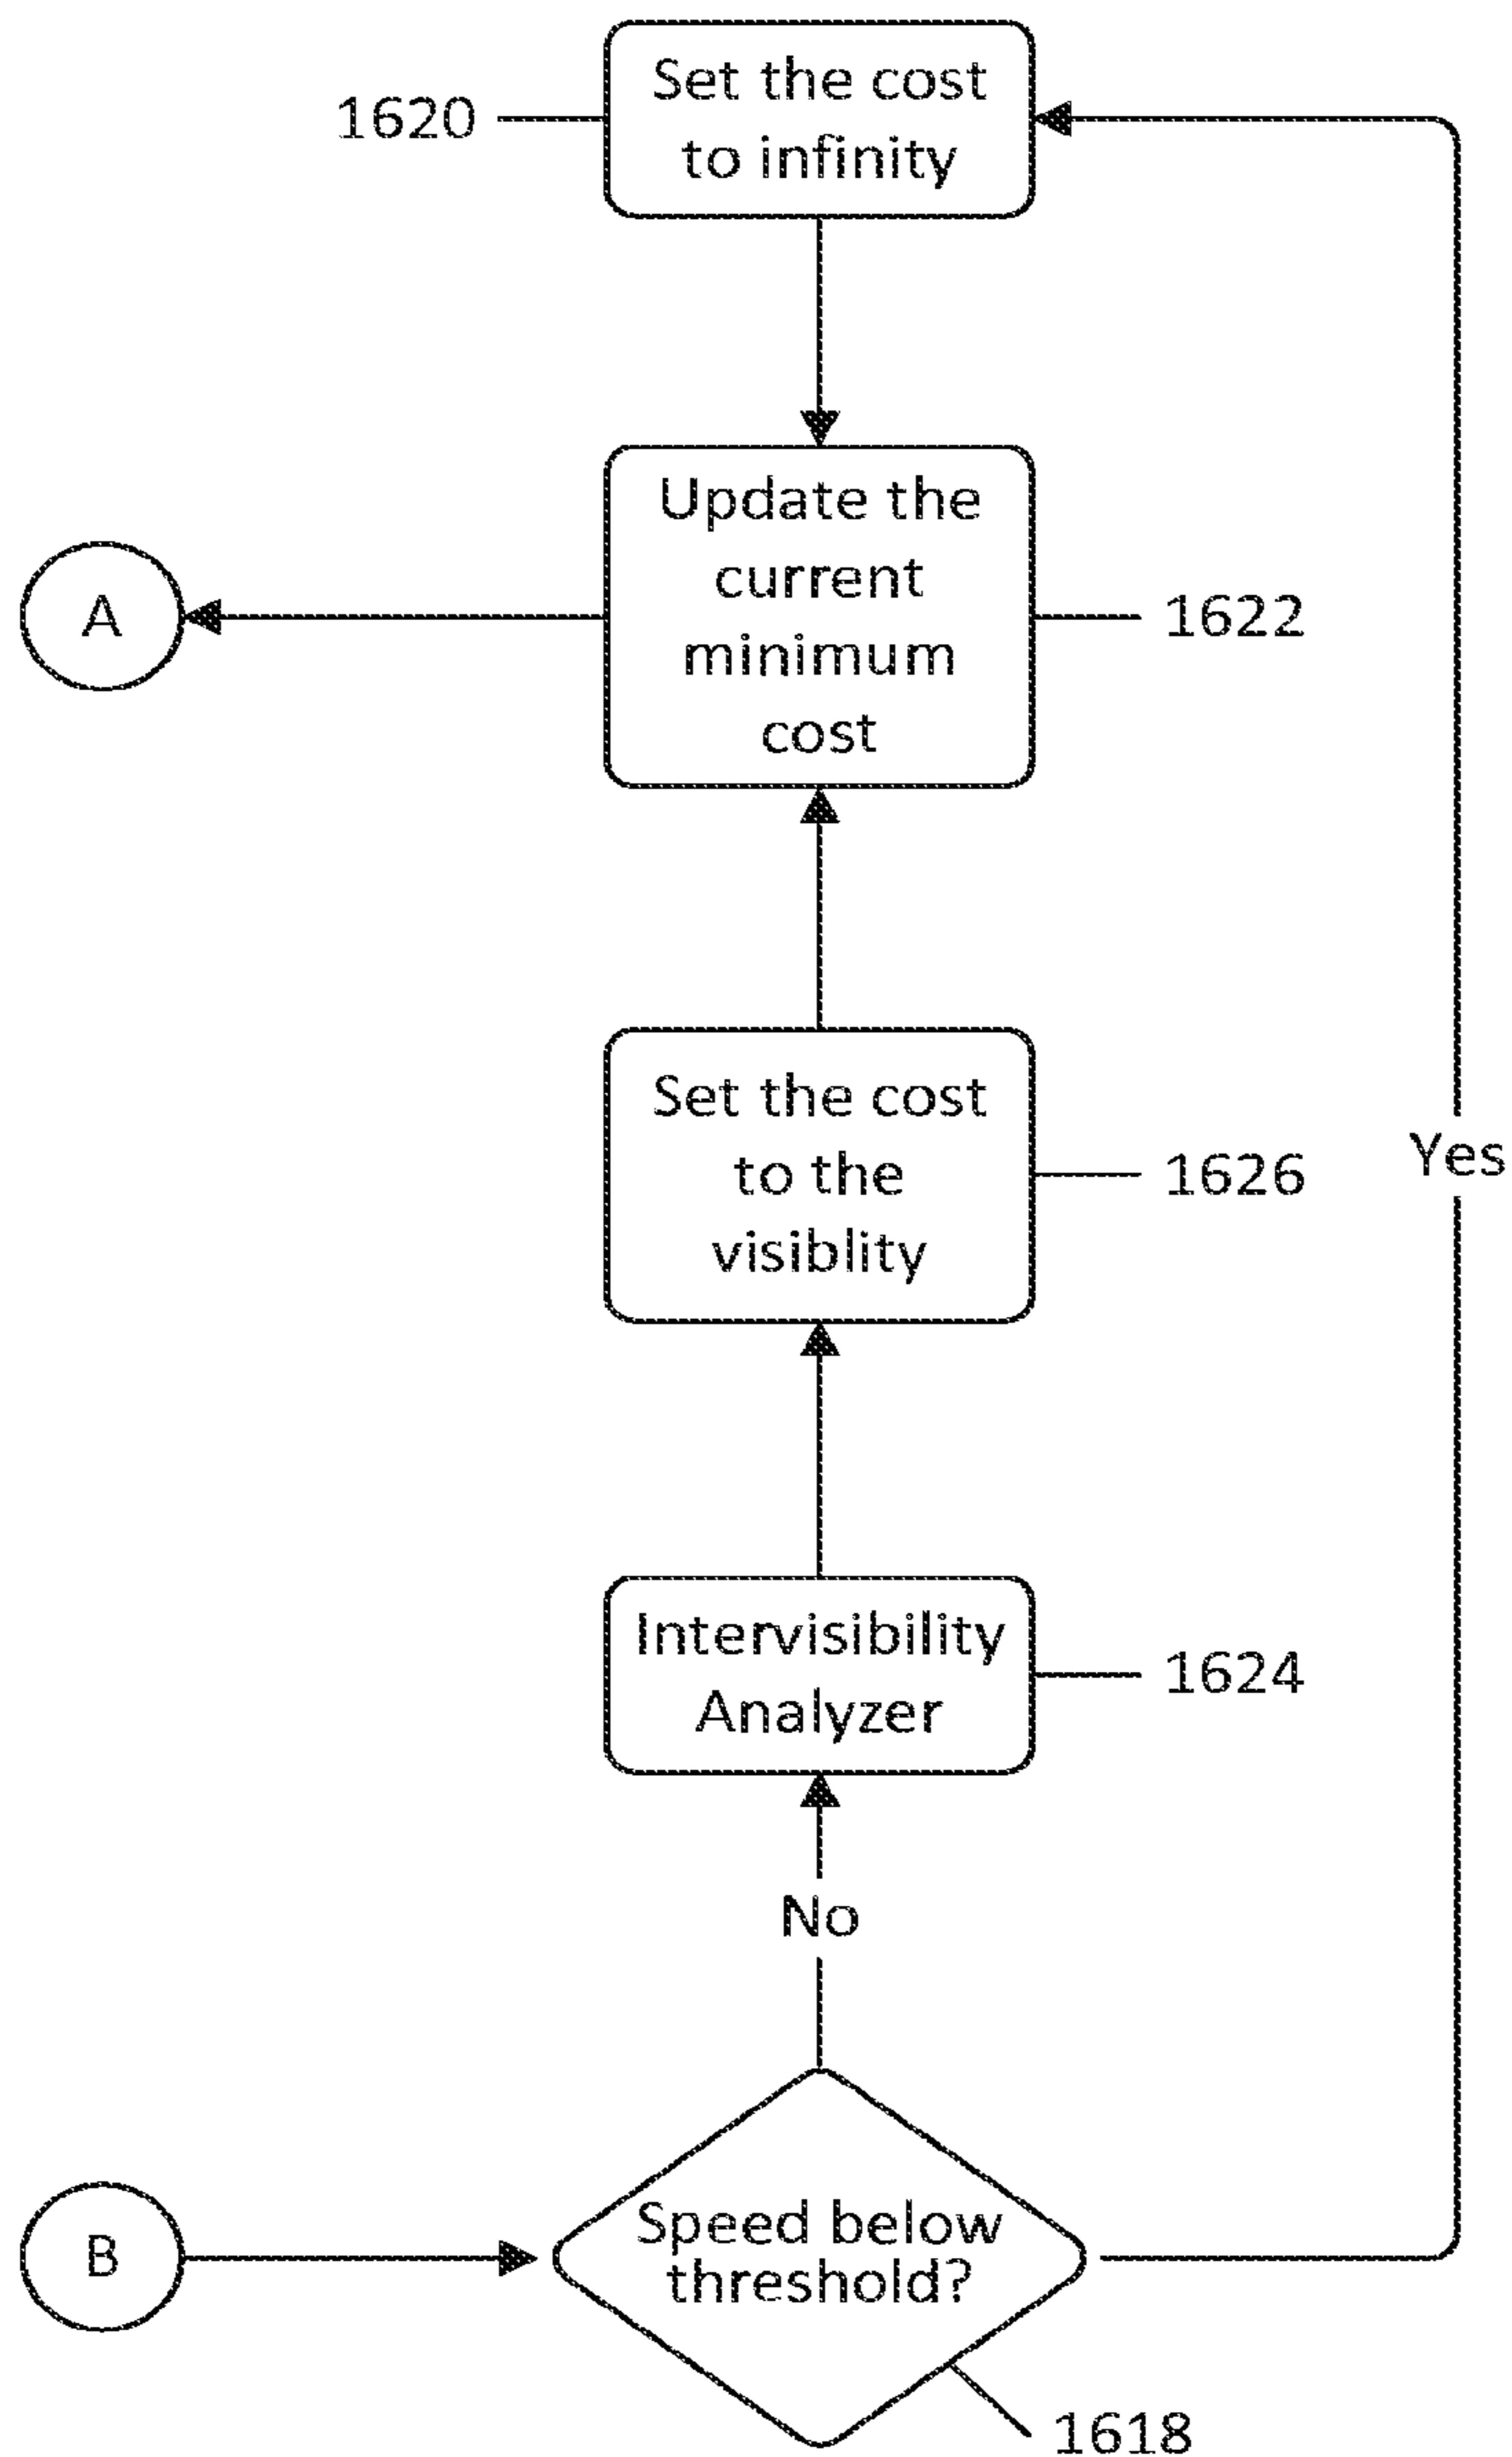 Set the cost
to infinity
1620
Update the
current
minimum
cost
A
1622
Set the cost
to the
visiblity
1626
Yes
Intervisibility
Analyzer
1624
No
Speed below
threshold?
B
1618